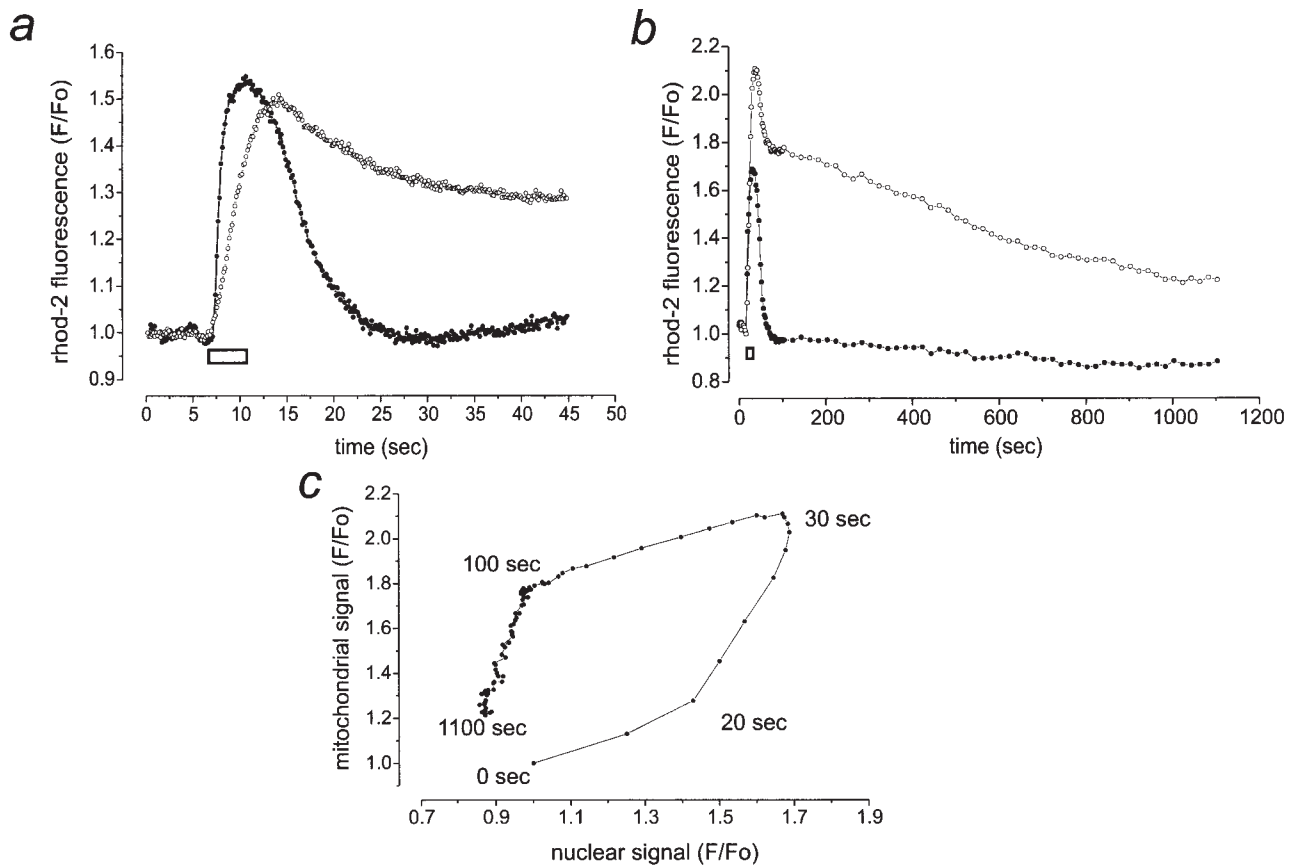 a
1.6
1.5
1.4
1.3
1.2
1.1
1.0
0.9
rhod-2 fluorescence (F/Fo)
0 5 10 15 20 25 30 35 40 45 50
time (sec)
b
2.2
2.0
1.8
1.6
1.4
1.2
1.0
0.8
rhod-2 fluorescence (F/Fo)
0 200 400 600 800 1000 1200
time (sec)
c
2.2
2.0
1.8
1.6
1.4
1.2
1.0
mitochondrial signal (F/Fo)
30 sec
100 sec
20 sec
1100 sec
0 sec
0.7 0.9 1.1 1.3 1.5 1.7 1.9
nuclear signal (F/Fo)